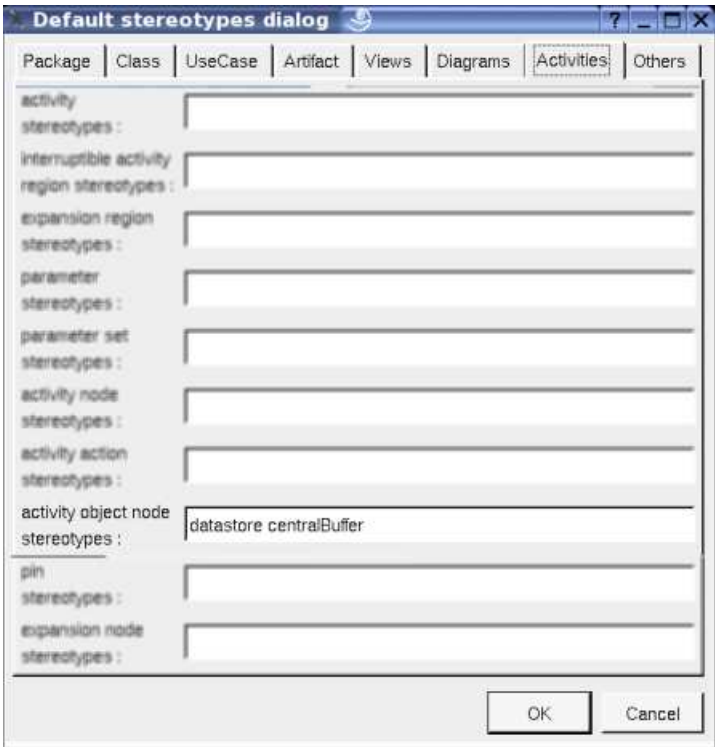 Default stereotypes dialog
Package Class UseCase Artifact Views Diagrams Activities Others
activity
stereotypes :
interruptible activity
region stereotypes :
expansion region
stereotypes :
parameter
stereotypes :
parameter set
stereotypes :
activity node
stereotypes :
activity action
stereotypes :
activity object node
stereotypes :
datastore centralBuffer
pin
stereotypes :
expansion node
stereotypes :
OK Cancel